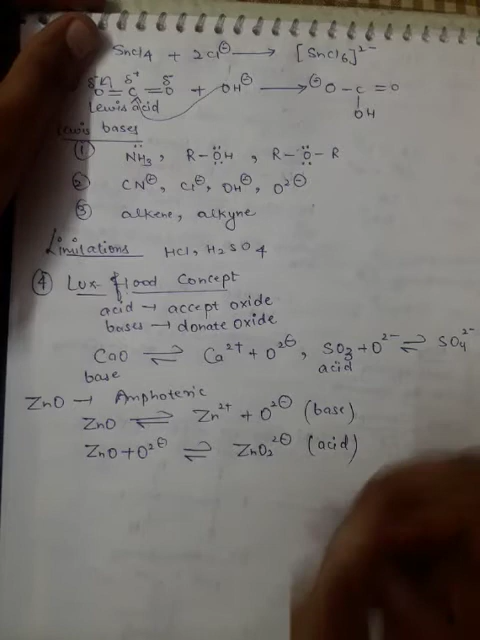 SnCl4 + 2Cl⊖ → [SnCl6]2-
δ- δ+ δ
O=C=O + OH⊖ → ⊖O-C=O
OH
Lewis acid
Lewis bases
① N̈H3, R-ÖH, R-Ö-R
② CN⊖, Cl⊖, OH⊖, O2⊖
③ alkene, alkyne
Limitations HCl, H2SO4
④ Lux-flood Concept
acid → accept oxide
bases → donate oxide
CaO ⇌ Ca2+ + O2⊖, SO3 + O2- ⇌ SO42-
base acid
ZnO → Amphoteric
ZnO ⇌ Zn2+ + O2⊖ (base)
ZnO + O2⊖ ⇌ ZnO22⊖ (acid)